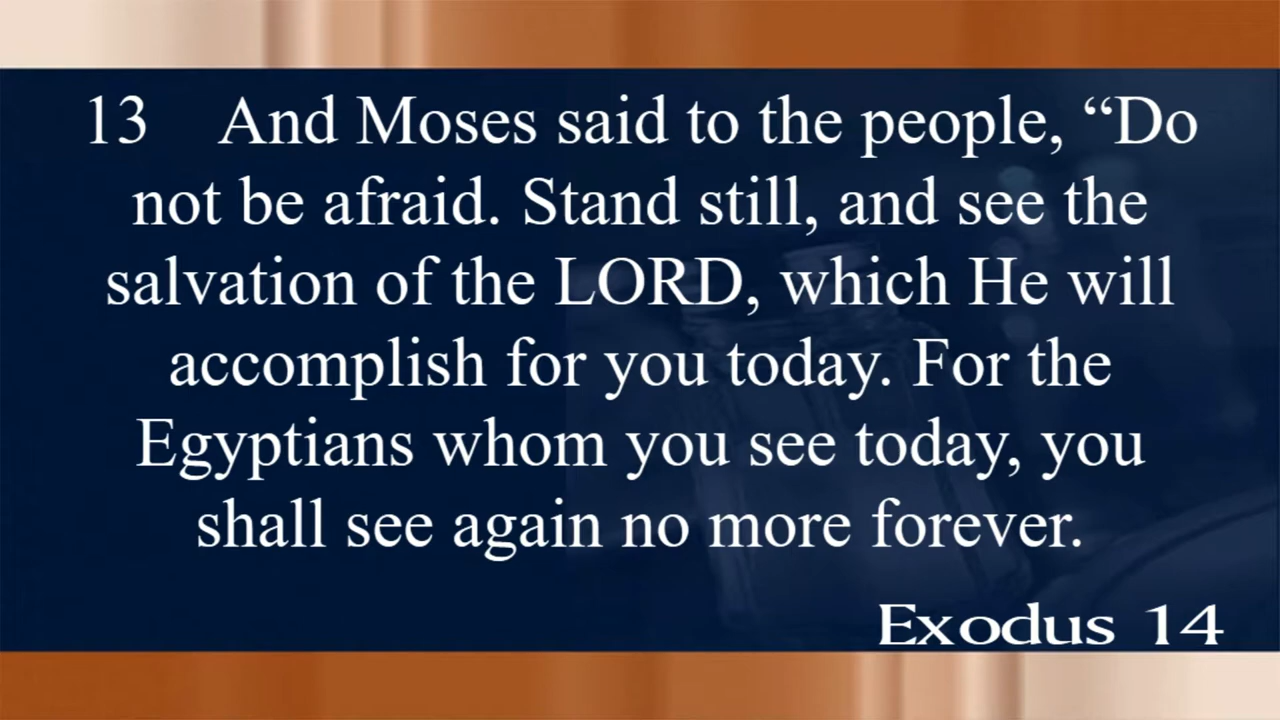 13 And Moses said to the people, “Do
not be afraid. Stand still, and see the
salvation of the LORD, which He will
accomplish for you today. For the
Egyptians whom you see today, you
shall see again no more forever.
Exodus 14